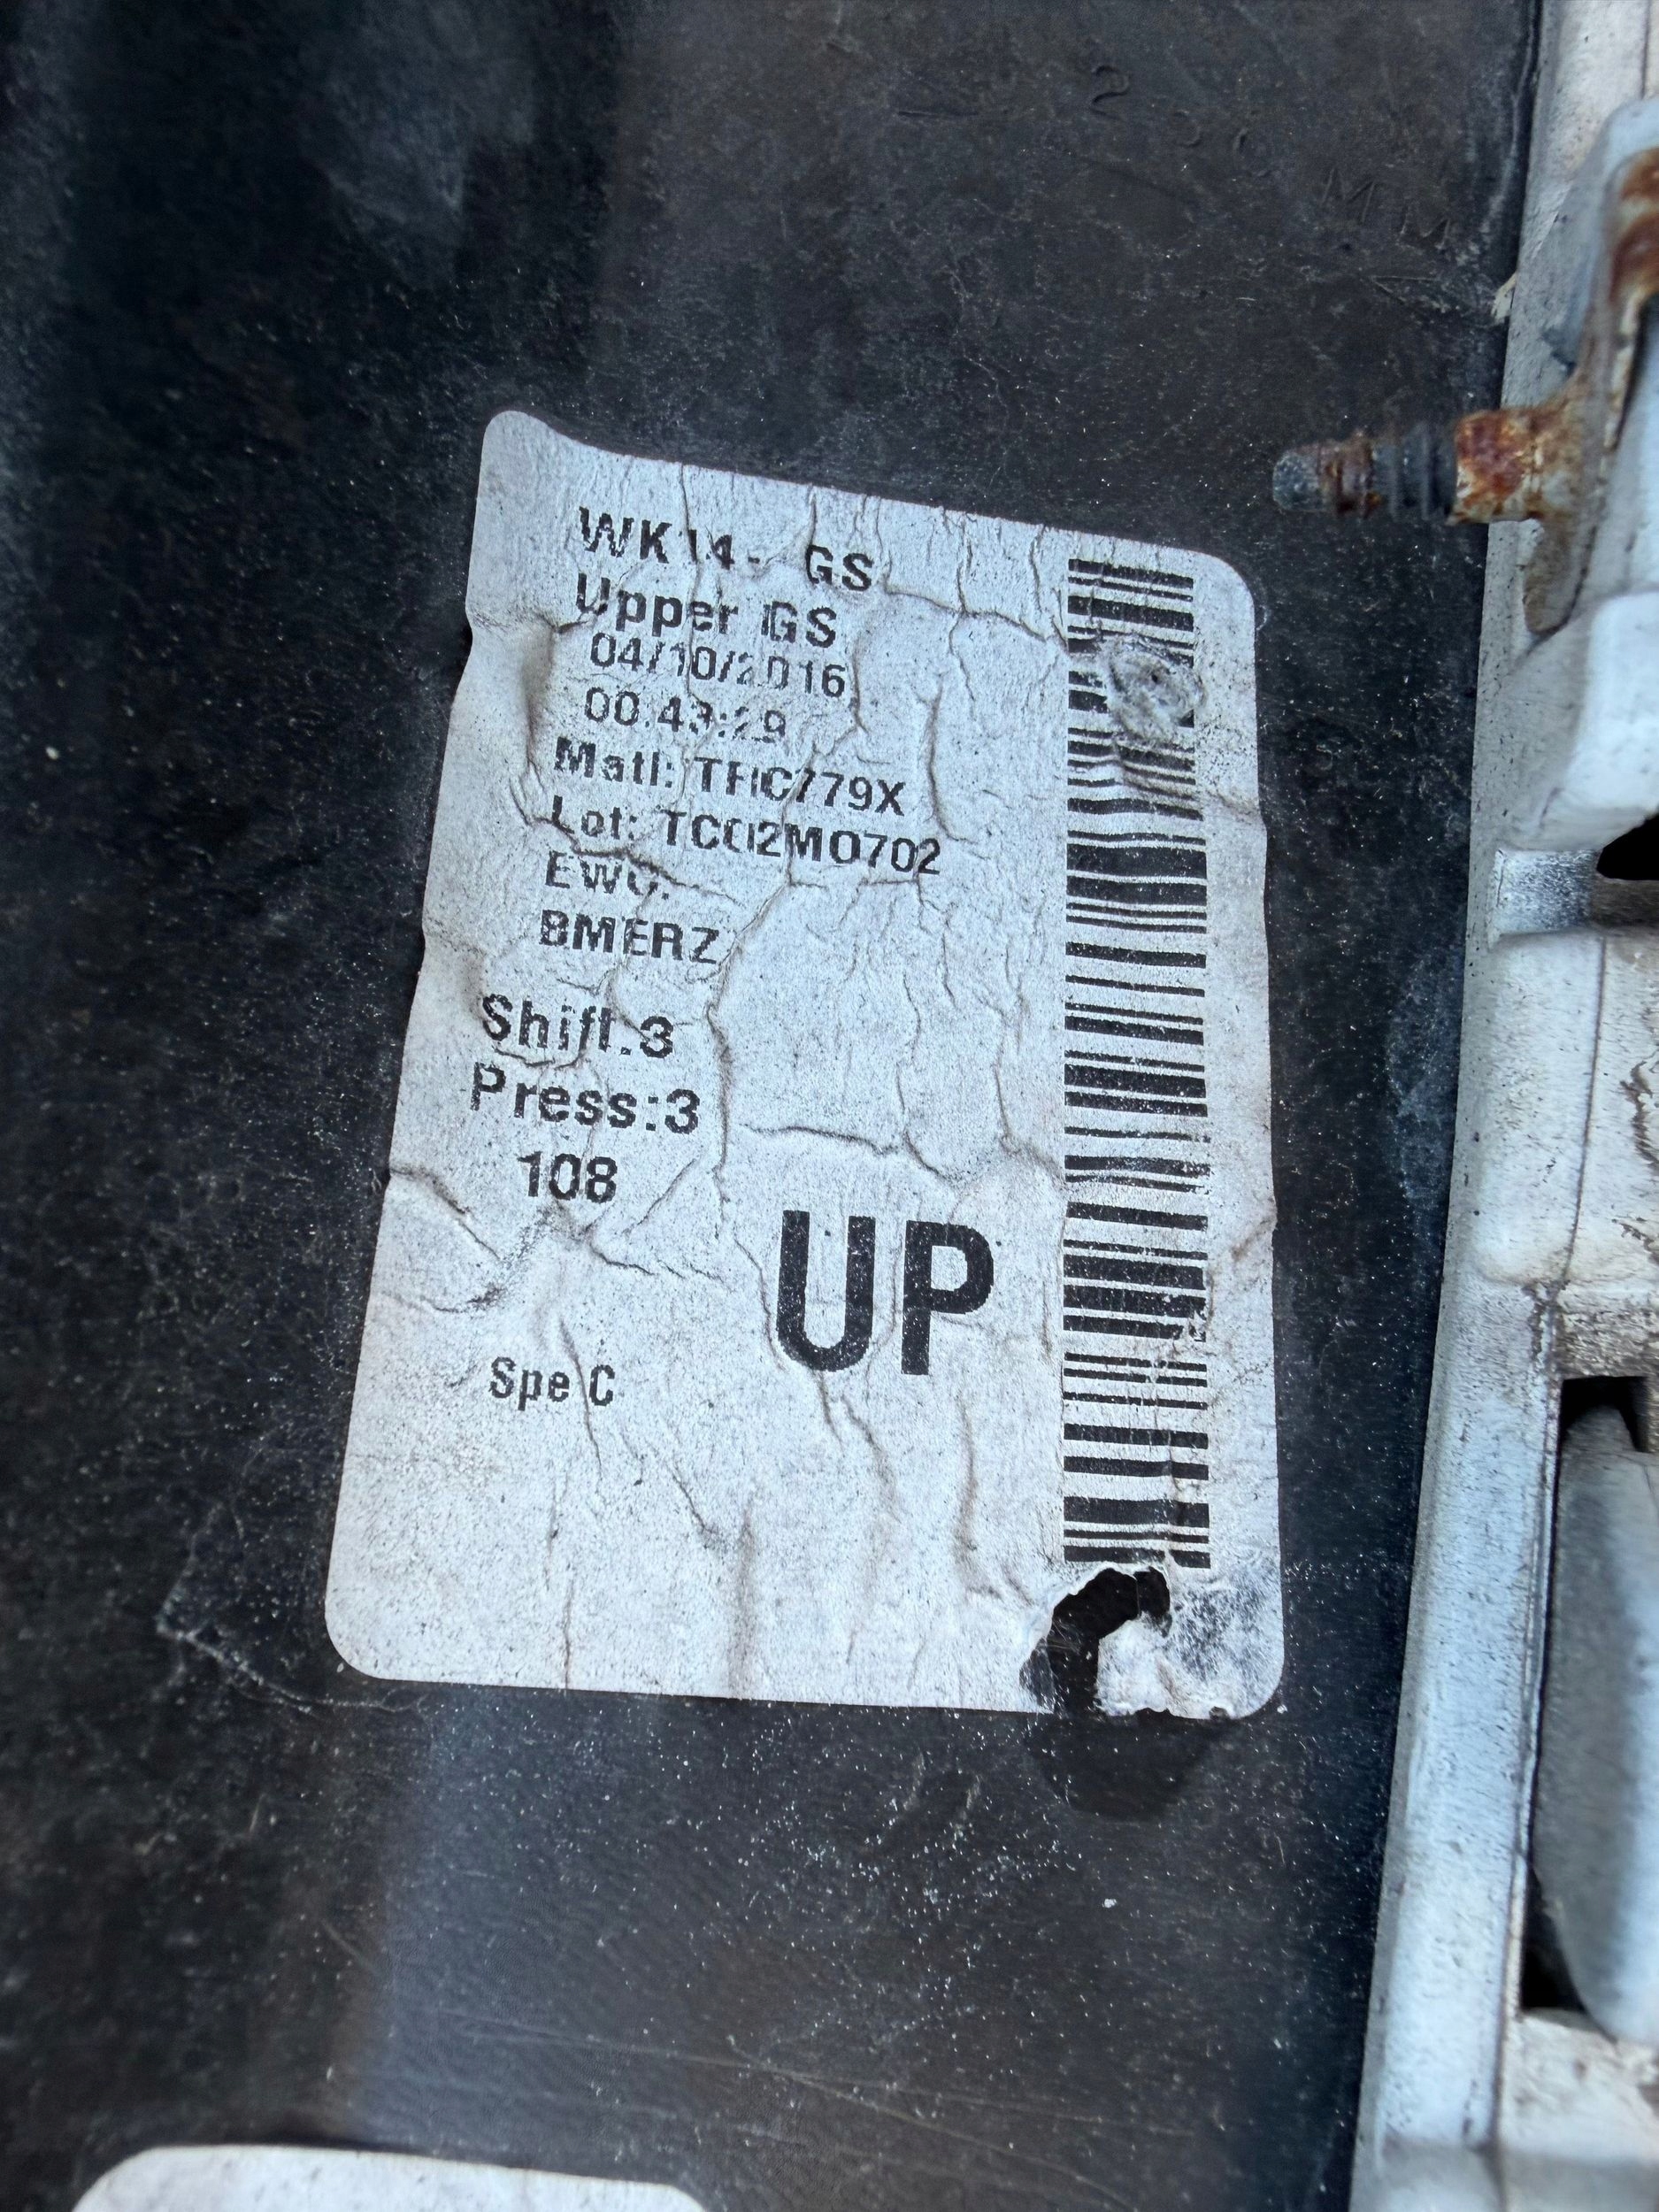 WK14- GS
Upper GS
04/10/2016
00:43:29
Matl: THC779X
Lot: TC02MO702
EWO:
BMERZ
Shift:3
Press:3
108
UP
Spe C